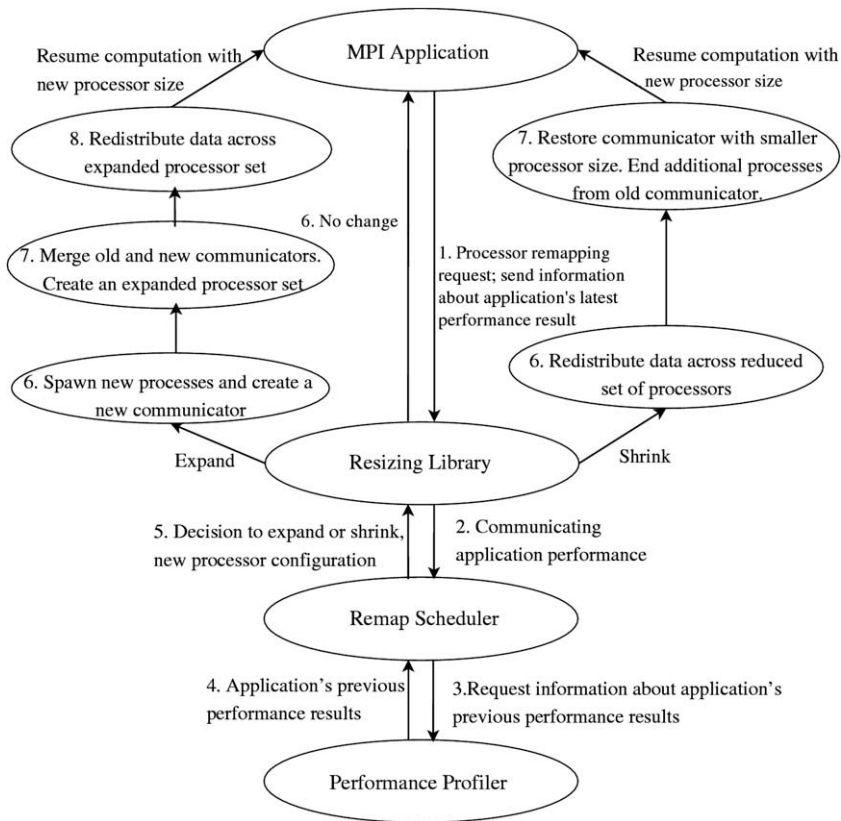 MPI Application
Resume computation with
new processor size
Resume computation with
new processor size
8. Redistribute data across
expanded processor set
7. Restore communicator with smaller
processor size. End additional processes
from old communicator.
6. No change
7. Merge old and new communicators.
Create an expanded processor set
1. Processor remapping
request; send information
about application's latest
performance result
6. Spawn new processes and create a
new communicator
6. Redistribute data across reduced
set of processors
Expand
Resizing Library
Shrink
5. Decision to expand or shrink,
new processor configuration
2. Communicating
application performance
Remap Scheduler
4. Application’s previous
performance results
3.Request information about application’s
previous performance results
Performance Profiler